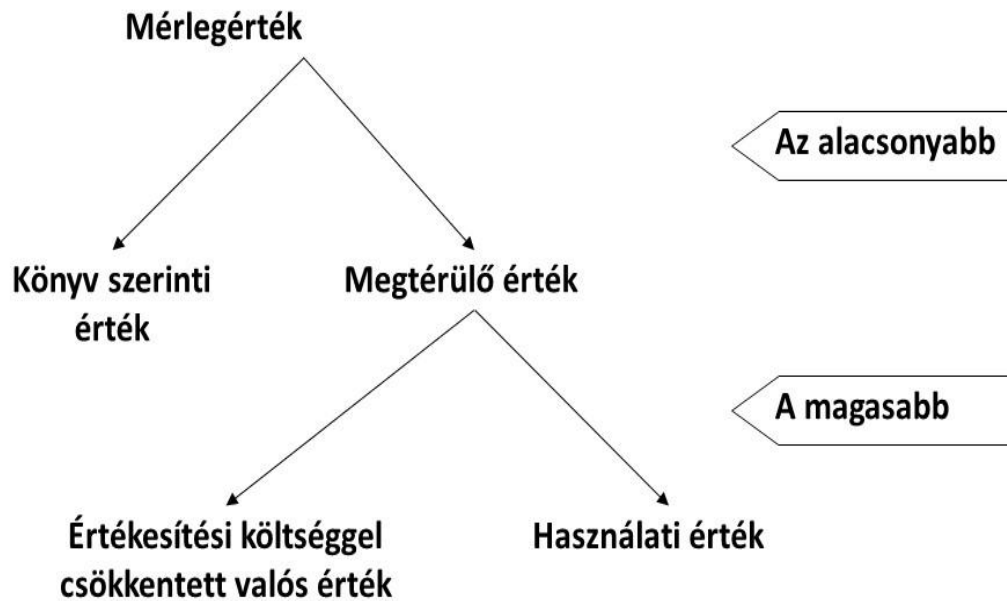 Mérlegérték
Az alacsonyabb
Könyv szerinti
érték
Megtérülő érték
A magasabb
Értékesítési költséggel
csökkentett valós érték
Használati érték